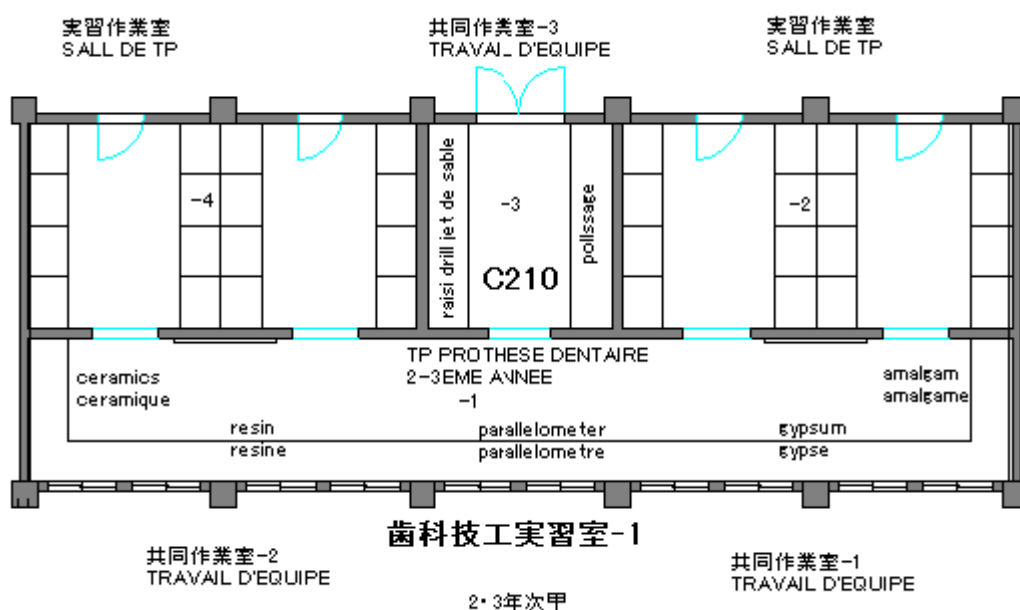 実習作業室
SALL DE TP
共同作業室-3
TRAVAIL D'EQUIPE
実習作業室
SALL DE TP
-4
raisi drill jet de sable
-3
C210
polissage
-2
TP PROTHESE DENTAIRE
2-3EME ANNEE
-1
ceramics
ceramique
resin
resine
parallelometer
parallelometre
gypsum
gypse
amalgam
amalgame
歯科技工実習室-1
共同作業室-2
TRAVAIL D'EQUIPE
共同作業室-1
TRAVAIL D'EQUIPE
2・3年次甲